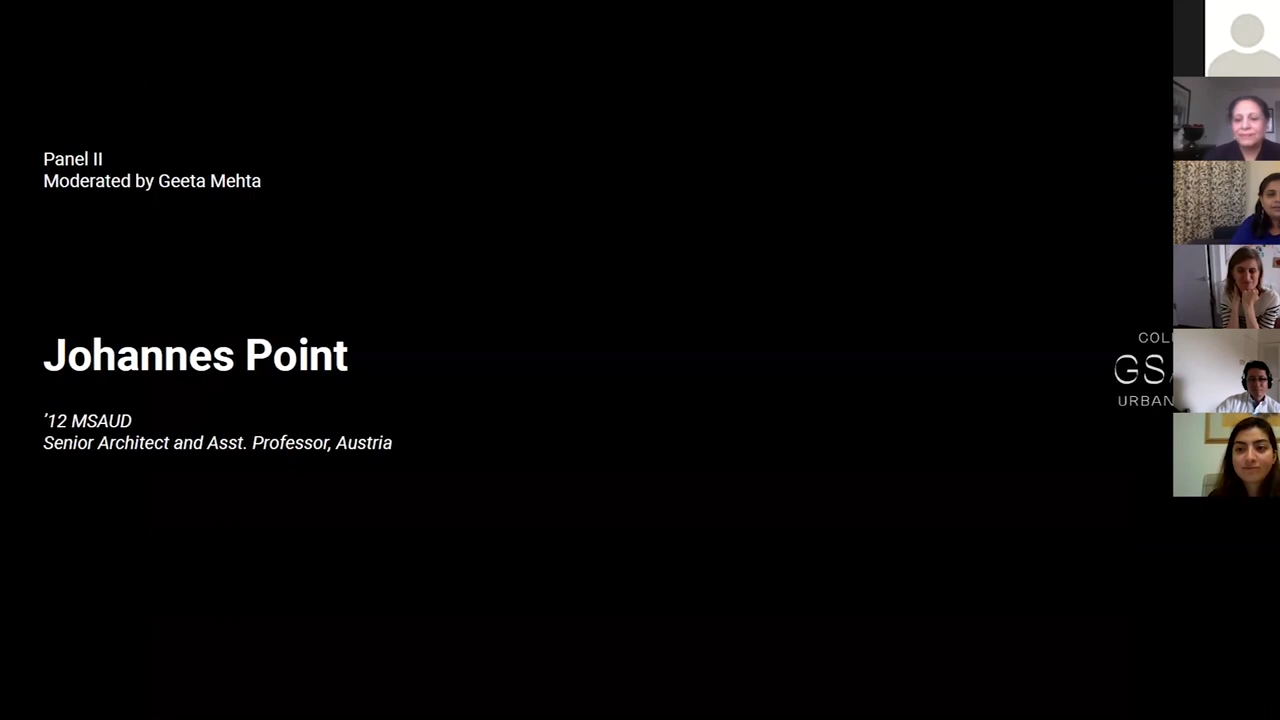 Panel II
Moderated by Geeta Mehta
Johannes Point
’12 MSAUD
Senior Architect and Asst. Professor, Austria